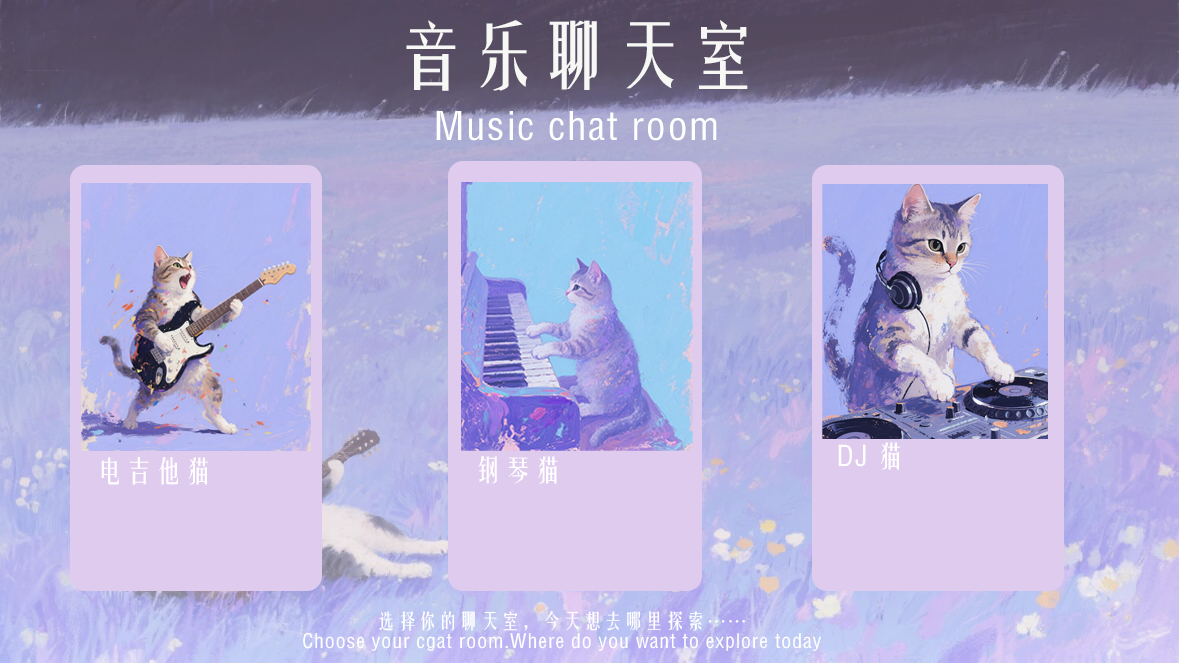 音乐聊天室
Music chat room
电吉他猫
钢琴猫
DJ 猫
选择你的聊天室，今天想去哪里探索……
Choose your cgat room.Where do you want to explore today